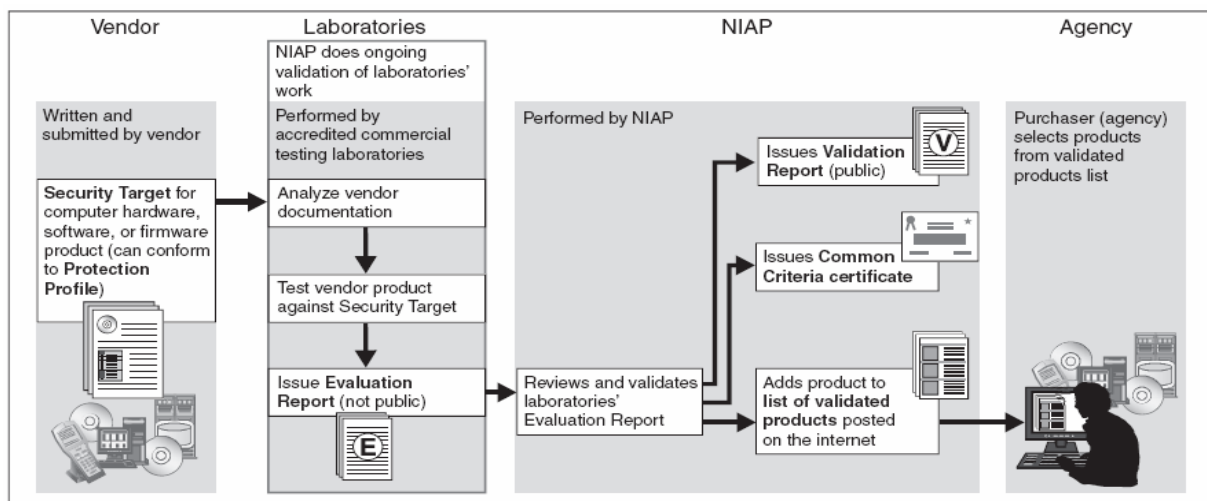 Vendor
Laboratories
NIAP
Agency
NIAP does ongoing
validation of laboratories'
work
Written and
submitted by vendor
Performed by
accredited commercial
testing laboratories
Performed by NIAP
Purchaser (agency)
selects products
from validated
products list
Security Target for
computer hardware,
software, or firmware
product (can conform
to Protection
Profile)
Analyze vendor
documentation
Test vendor product
against Security Target
Issue Evaluation
Report (not public)
E
Reviews and validates
laboratories'
Evaluation Report
Issues Validation
Report (public)
V
Issues Common
Criteria certificate
Adds product to
list of validated
products posted
on the internet